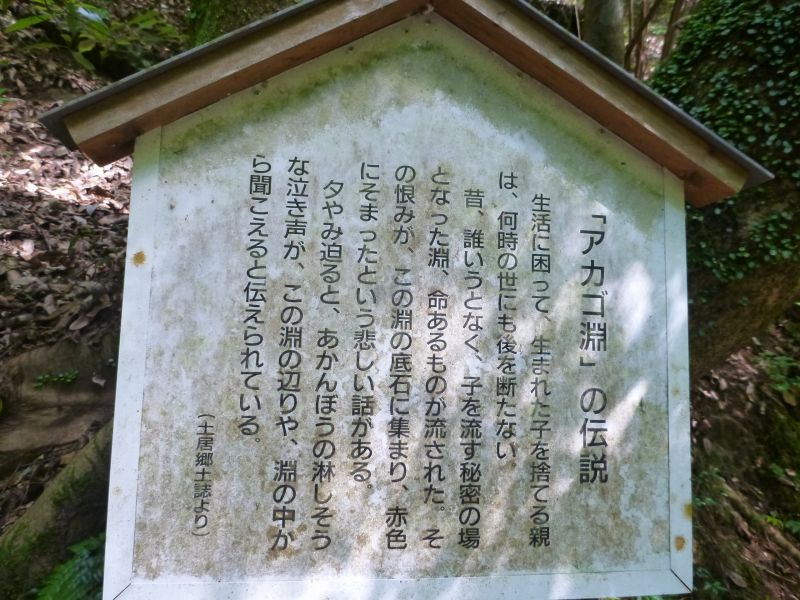 「アカゴ淵」の伝説
生活に困って、生まれた子を捨てる親
は、何時の世にも後を断たない。
昔、誰いうとなく、子を流す秘密の場
となった淵、命あるものが流された。そ
の恨みが、この淵の底石に集まり、赤色
にそまったという悲しい話がある。
夕やみ迫ると、あかんぼうの淋しそう
な泣き声が、この淵の辺りや、淵の中か
ら聞こえると伝えられている。
(土居郷土誌より)